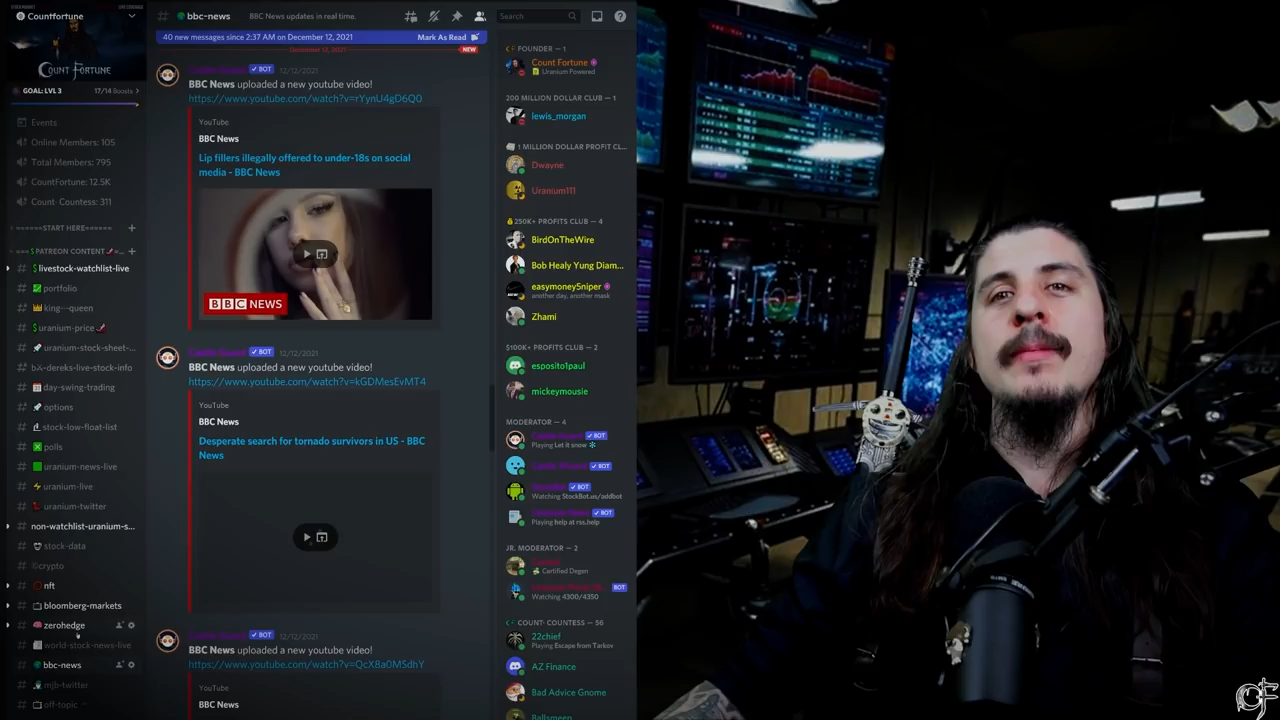 Countfortune
COUNT FORTUNE
GOAL: LVL 3
17/14 Boosts
Events
Online Members: 105
Total Members: 795
CountFortune: 12.5K
Count- Countess: 311
======START HERE======
PATREON CONTENT
livestock-watchlist-live
portfolio
king---queen
uranium-price
uranium-stock-sheet-...
dereks-live-stock-info
day-swing-trading
options
stock-low-float-list
polls
uranium-news-live
uranium-live
uranium-twitter
non-watchlist-uranium-s...
stock-data
crypto
nft
bloomberg-markets
zerohedge
world-stock-news-live
bbc-news
mjb-twitter
off-topic
bbc-news
BBC News updates in real time.
40 new messages since 2:37 AM on December 12, 2021
Mark As Read
December 12, 2021
NEW
BOT
12/12/2021
BBC News uploaded a new youtube video!
https://www.youtube.com/watch?v=rYynU4gD6Q0
YouTube
BBC News
Lip fillers illegally offered to under-18s on social
media - BBC News
BBC NEWS
BOT
12/12/2021
BBC News uploaded a new youtube video!
https://www.youtube.com/watch?v=kGDMesEvMT4
YouTube
BBC News
Desperate search for tornado survivors in US - BBC
News
BOT
12/12/2021
BBC News uploaded a new youtube video!
https://www.youtube.com/watch?v=QcX8a0M5dhY
YouTube
BBC News
Search
FOUNDER — 1
Count Fortune
Uranium Powered
200 MILLION DOLLAR CLUB — 1
lewis_morgan
1 MILLION DOLLAR PROFIT CL...
Dwayne
Uranium111
250K+ PROFITS CLUB — 4
BirdOnTheWire
Bob Healy Yung Diam...
easymoneySniper
another day, another mask
Zhami
$100K+ PROFITS CLUB — 2
esposito1paul
mickeymousie
MODERATOR — 4
BOT
Playing Let it snow
BOT
BOT
Watching StockBot.us/addbot
BOT
Playing help at rss.help
JR. MODERATOR — 2
Certified Degen
BOT
Watching 4300/4350
COUNT- COUNTESS — 56
22chief
Playing Escape from Tarkov
AZ Finance
Bad Advice Gnome
Ballsmeen
CF